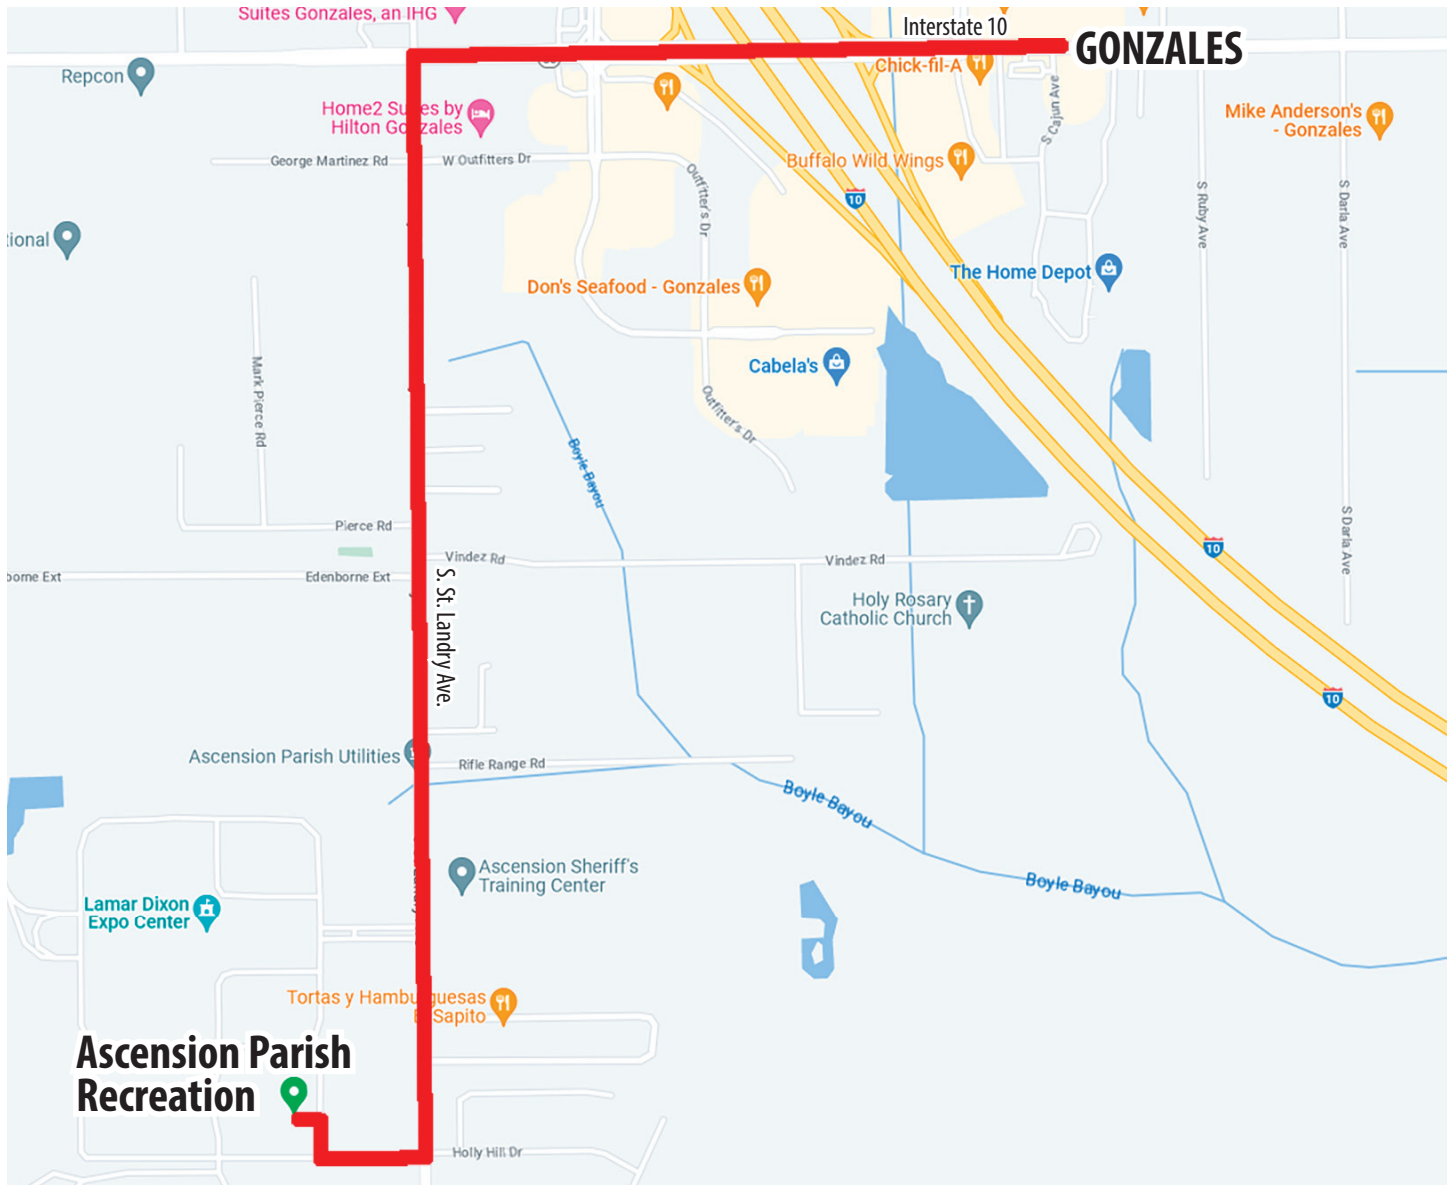 Suites Gonzales, an IHG
Interstate 10
GONZALES
Repcon
Chick-fil-A
Home2 Suites by
Hilton Gonzales
S Cajun Ave
Mike Anderson's
- Gonzales
George Martinez Rd
W Outfitters Dr
Buffalo Wild Wings
Outfitter's Dr
10
S Ruby Ave
S Darla Ave
tional
The Home Depot
Don's Seafood - Gonzales
Cabela's
Mark Pierce Rd
Outfitter's Dr
Boyle Bayou
Pierce Rd
S Darla Ave
10
Vindez Rd
Vindez Rd
borne Ext
Edenborne Ext
S. St. Landry Ave.
Holy Rosary
Catholic Church
10
Ascension Parish Utilities
Rifle Range Rd
Boyle Bayou
Ascension Sheriff's
Training Center
Boyle Bayou
Lamar Dixon
Expo Center
Tortas y Hamburguesas
El Sapito
Ascension Parish
Recreation
Holly Hill Dr